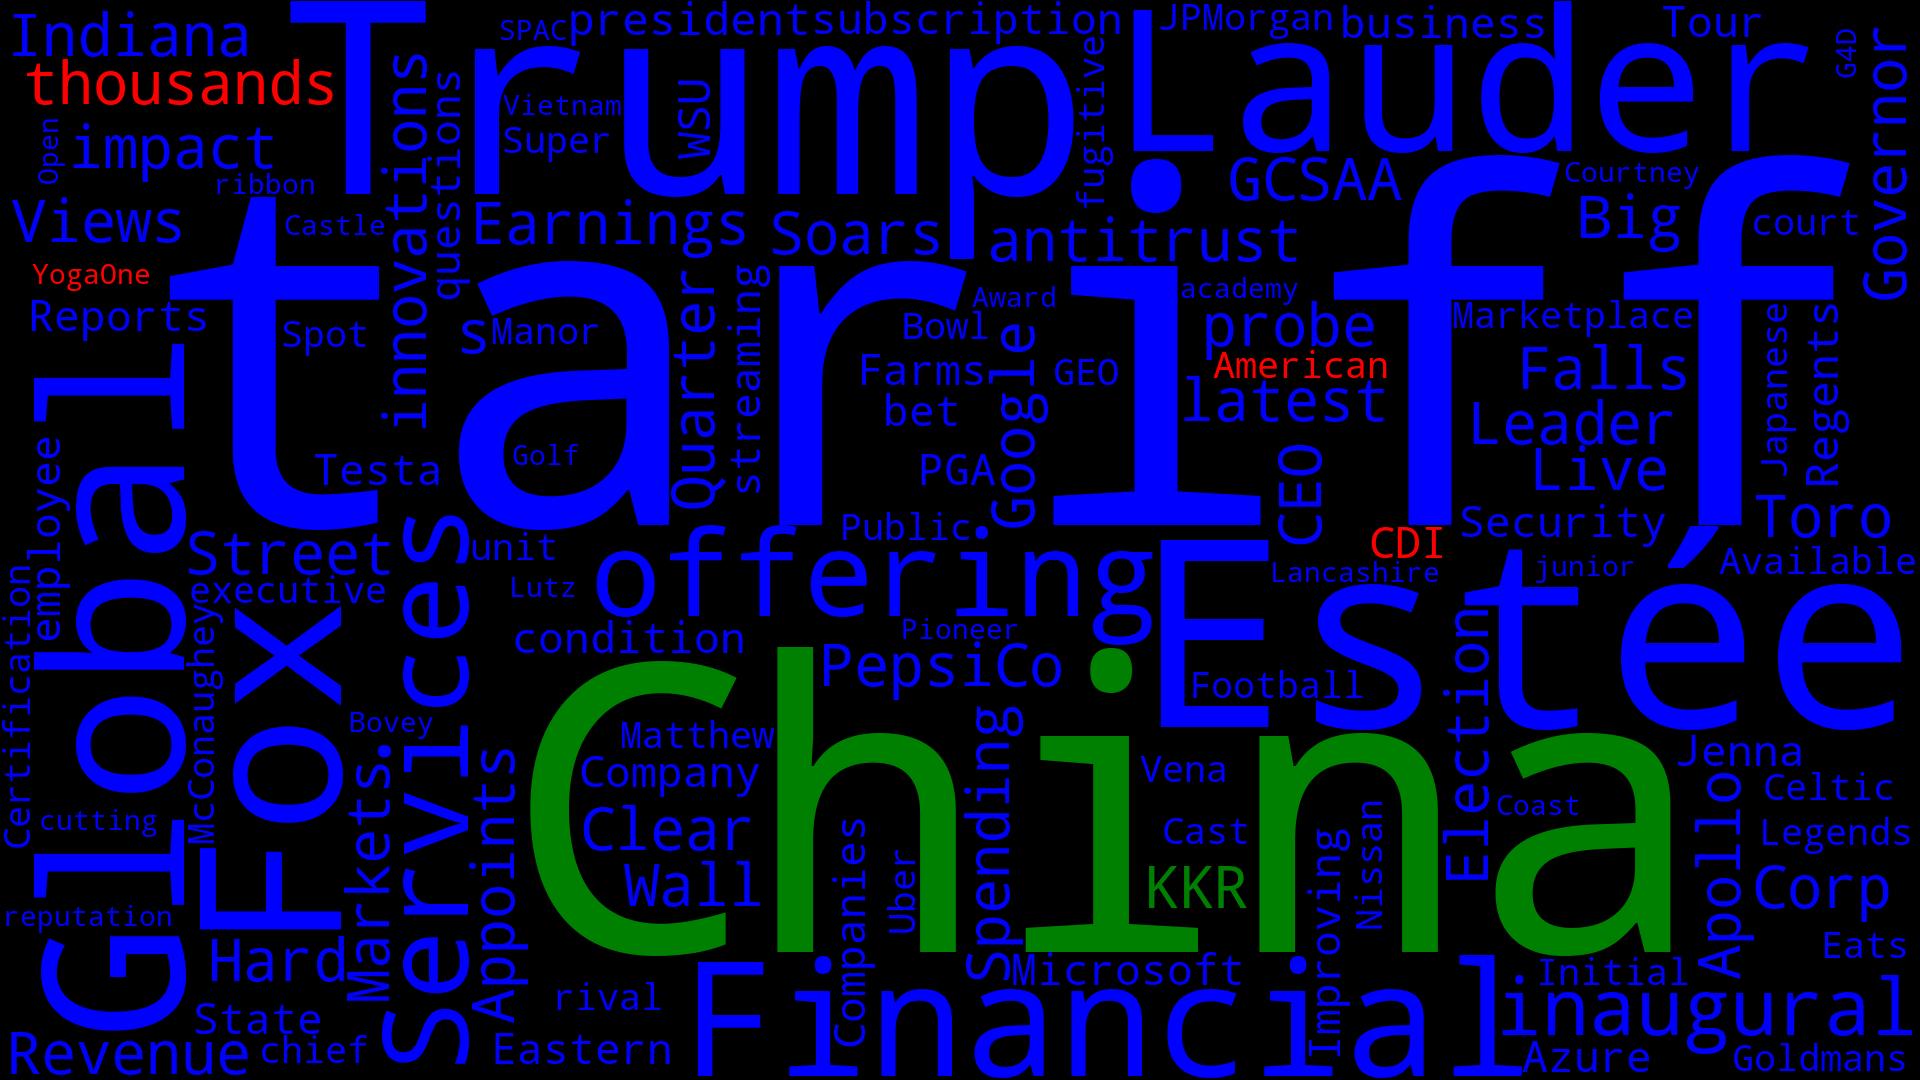 Indiana
Trump
SPAC
president
subscription
JPMorgan
business
Tour
G4D
Governor
thousands
innovations
questions
Vietnam
Super
WSU
fugitive
Lauder
Open
impact
ribbon
GCSAA
Courtney
Big
court
Views
Castle
Earnings
Soars
antitrust
YogaOne
tariff
Reports
Spot
s
Manor
Quarter
streaming
Award
academy
Bowl
Google
probe
Marketplace
Japanese
Regents
Farms
GEO
American
latest
Falls
bet
Leader
Global
employee
Testa
Golf
PGA
CEO
Live
Street
Services
unit
Public
offering
CDI
Security
Toro
executive
Lutz
Estée
Lancashire
junior
Available
Certification
McConaughey
Fox
condition
Pioneer
PepsiCo
Football
Election
Bovey
Markets
Appoints
China
Matthew
Company
Spending
Vena
Jenna
Apollo
Celtic
cutting
Clear
Companies
Cast
Coast
Legends
Wall
Uber
KKR
Improving
Nissan
Corp
reputation
Hard
Microsoft
Initial
Eats
State
rival
Financial
inaugural
Revenue
chief
Eastern
Azure
Goldmans